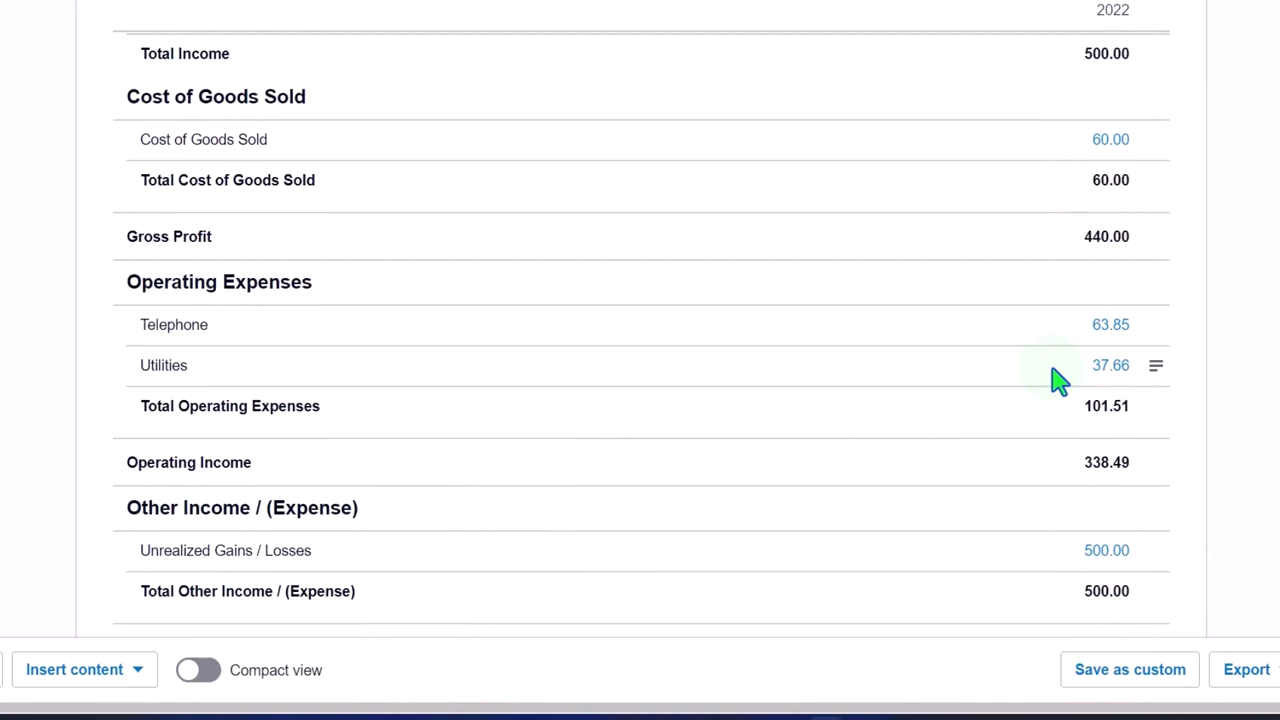 2022
Total Income 500.00
Cost of Goods Sold
Cost of Goods Sold 60.00
Total Cost of Goods Sold 60.00
Gross Profit 440.00
Operating Expenses
Telephone 63.85
Utilities 37.66
Total Operating Expenses 101.51
Operating Income 338.49
Other Income / (Expense)
Unrealized Gains / Losses 500.00
Total Other Income / (Expense) 500.00
Insert content Compact view Save as custom Export